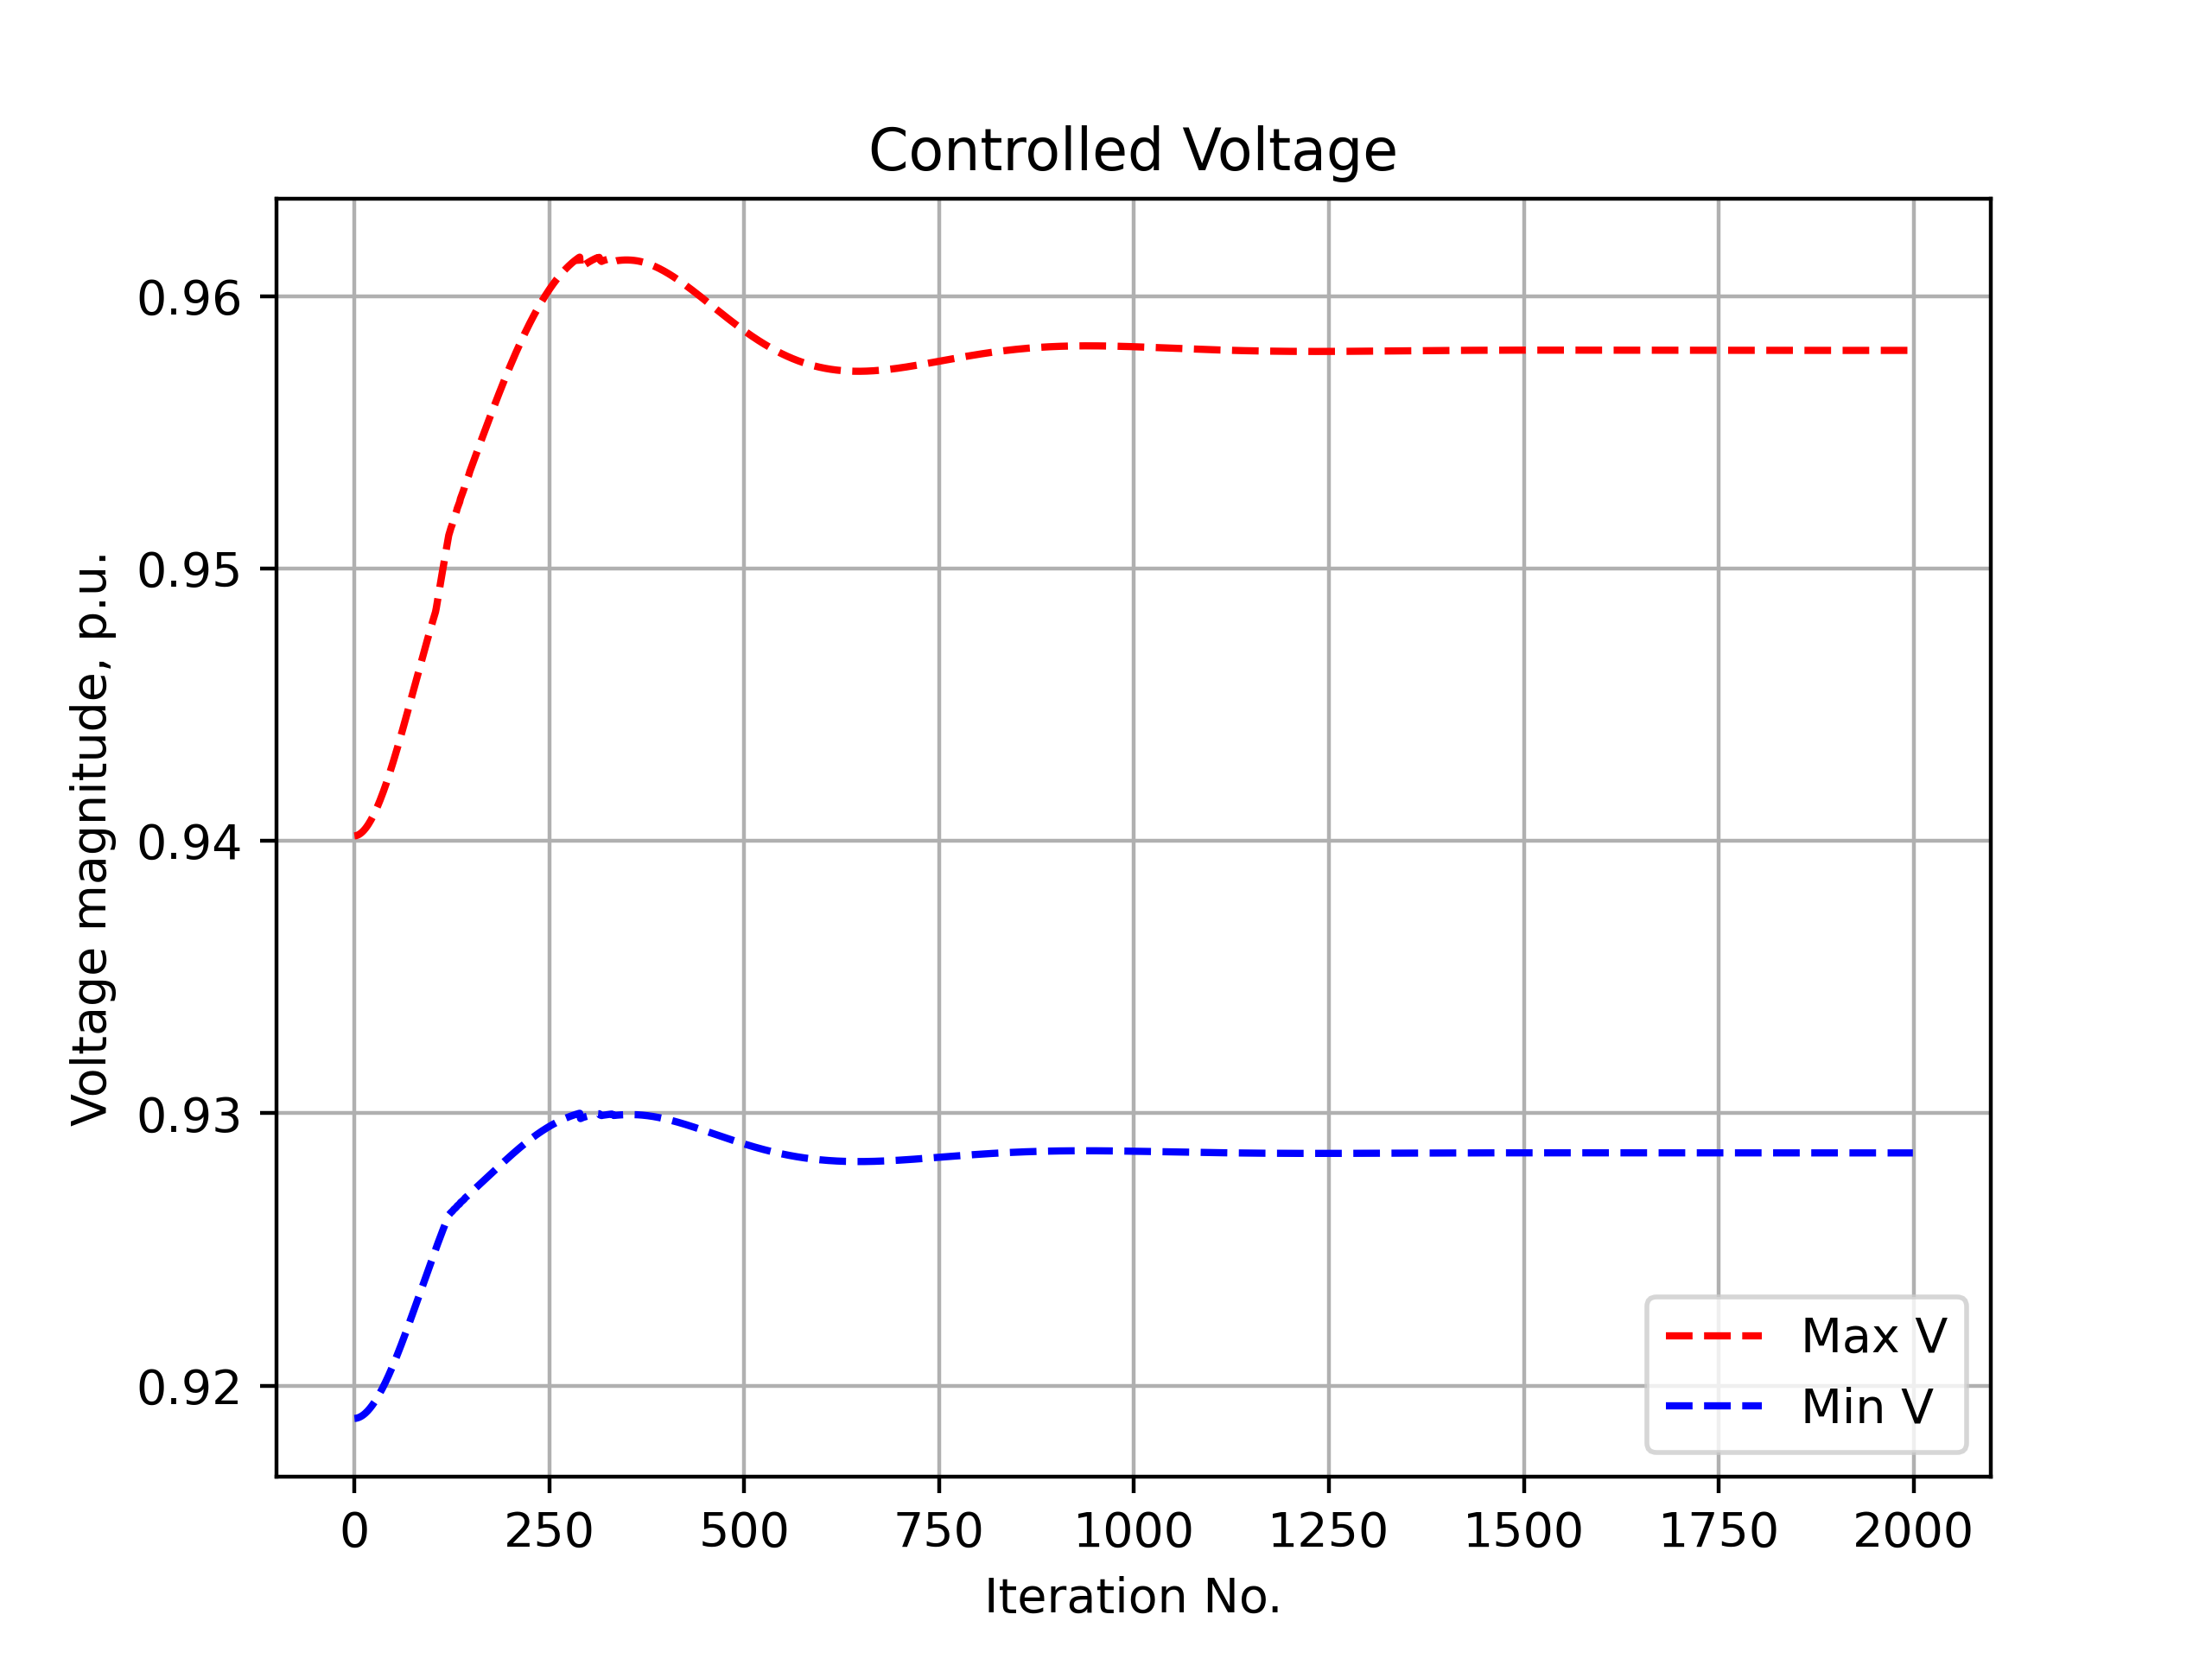 Controlled Voltage
Voltage magnitude, p.u.
0.96
0.95
0.94
0.93
0.92
Max V
Min V
0 250 500 750 1000 1250 1500 1750 2000
Iteration No.